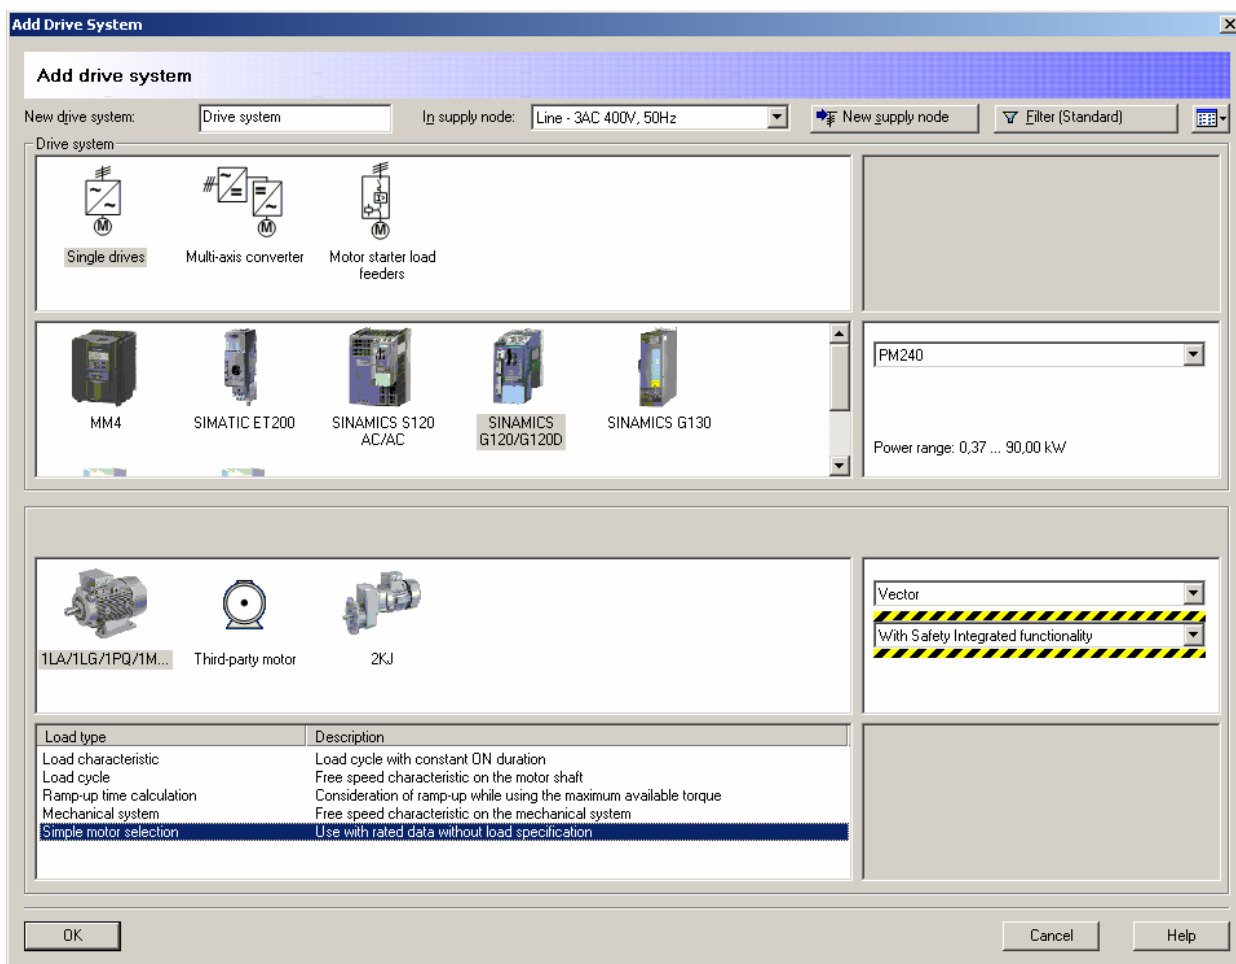 Add Drive System
Add drive system
New drive system:
Drive system
In supply node:
Line - 3AC 400V, 50Hz
New supply node
Filter (Standard)
Drive system
Single drives
Multi-axis converter
Motor starter load
feeders
MM4
SIMATIC ET200
SINAMICS S120
AC/AC
SINAMICS
G120/G120D
SINAMICS G130
PM240
Power range: 0,37 ... 90,00 kW
1LA/1LG/1PQ/1M...
Third-party motor
2KJ
Vector
With Safety Integrated functionality
Load type Description
Load characteristic Load cycle with constant ON duration
Load cycle Free speed characteristic on the motor shaft
Ramp-up time calculation Consideration of ramp-up while using the maximum available torque
Mechanical system Free speed characteristic on the mechanical system
Simple motor selection Use with rated data without load specification
OK
Cancel
Help